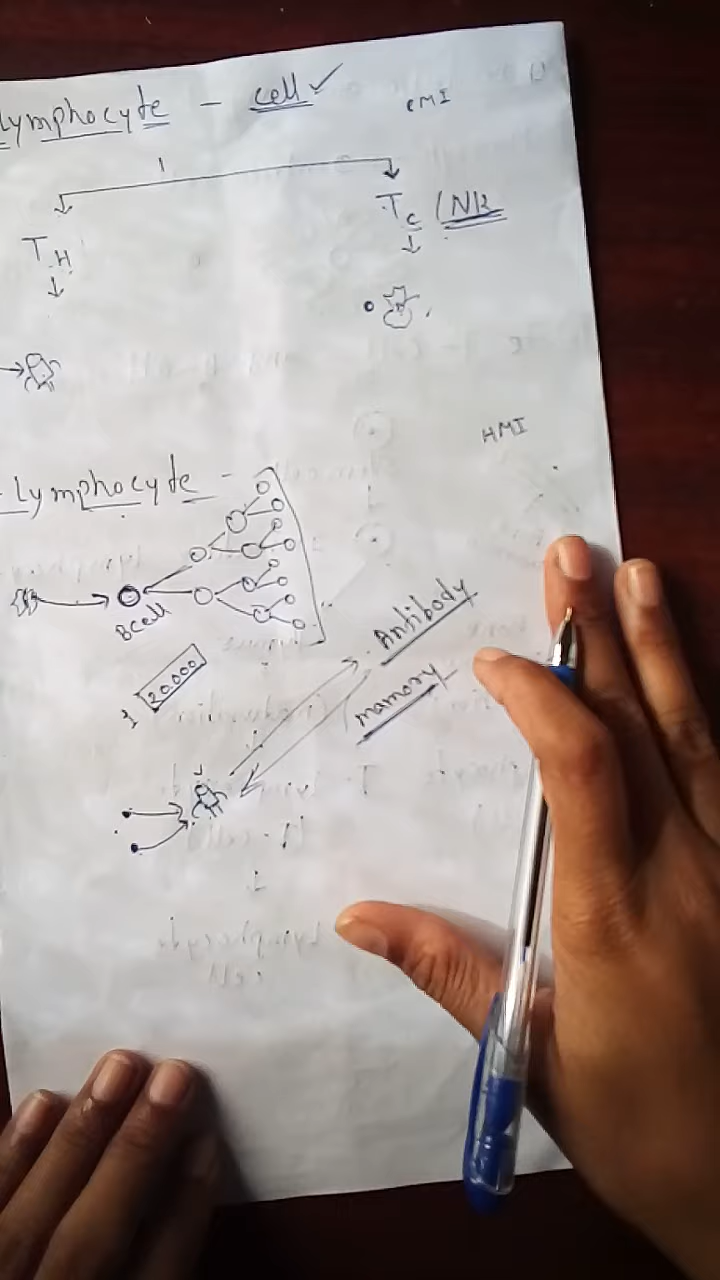 Lymphocyte - cell ✓
CMI
TH
Tc (NK
HMI
- Lymphocyte -
B cell
Antibody
20,000
mamory